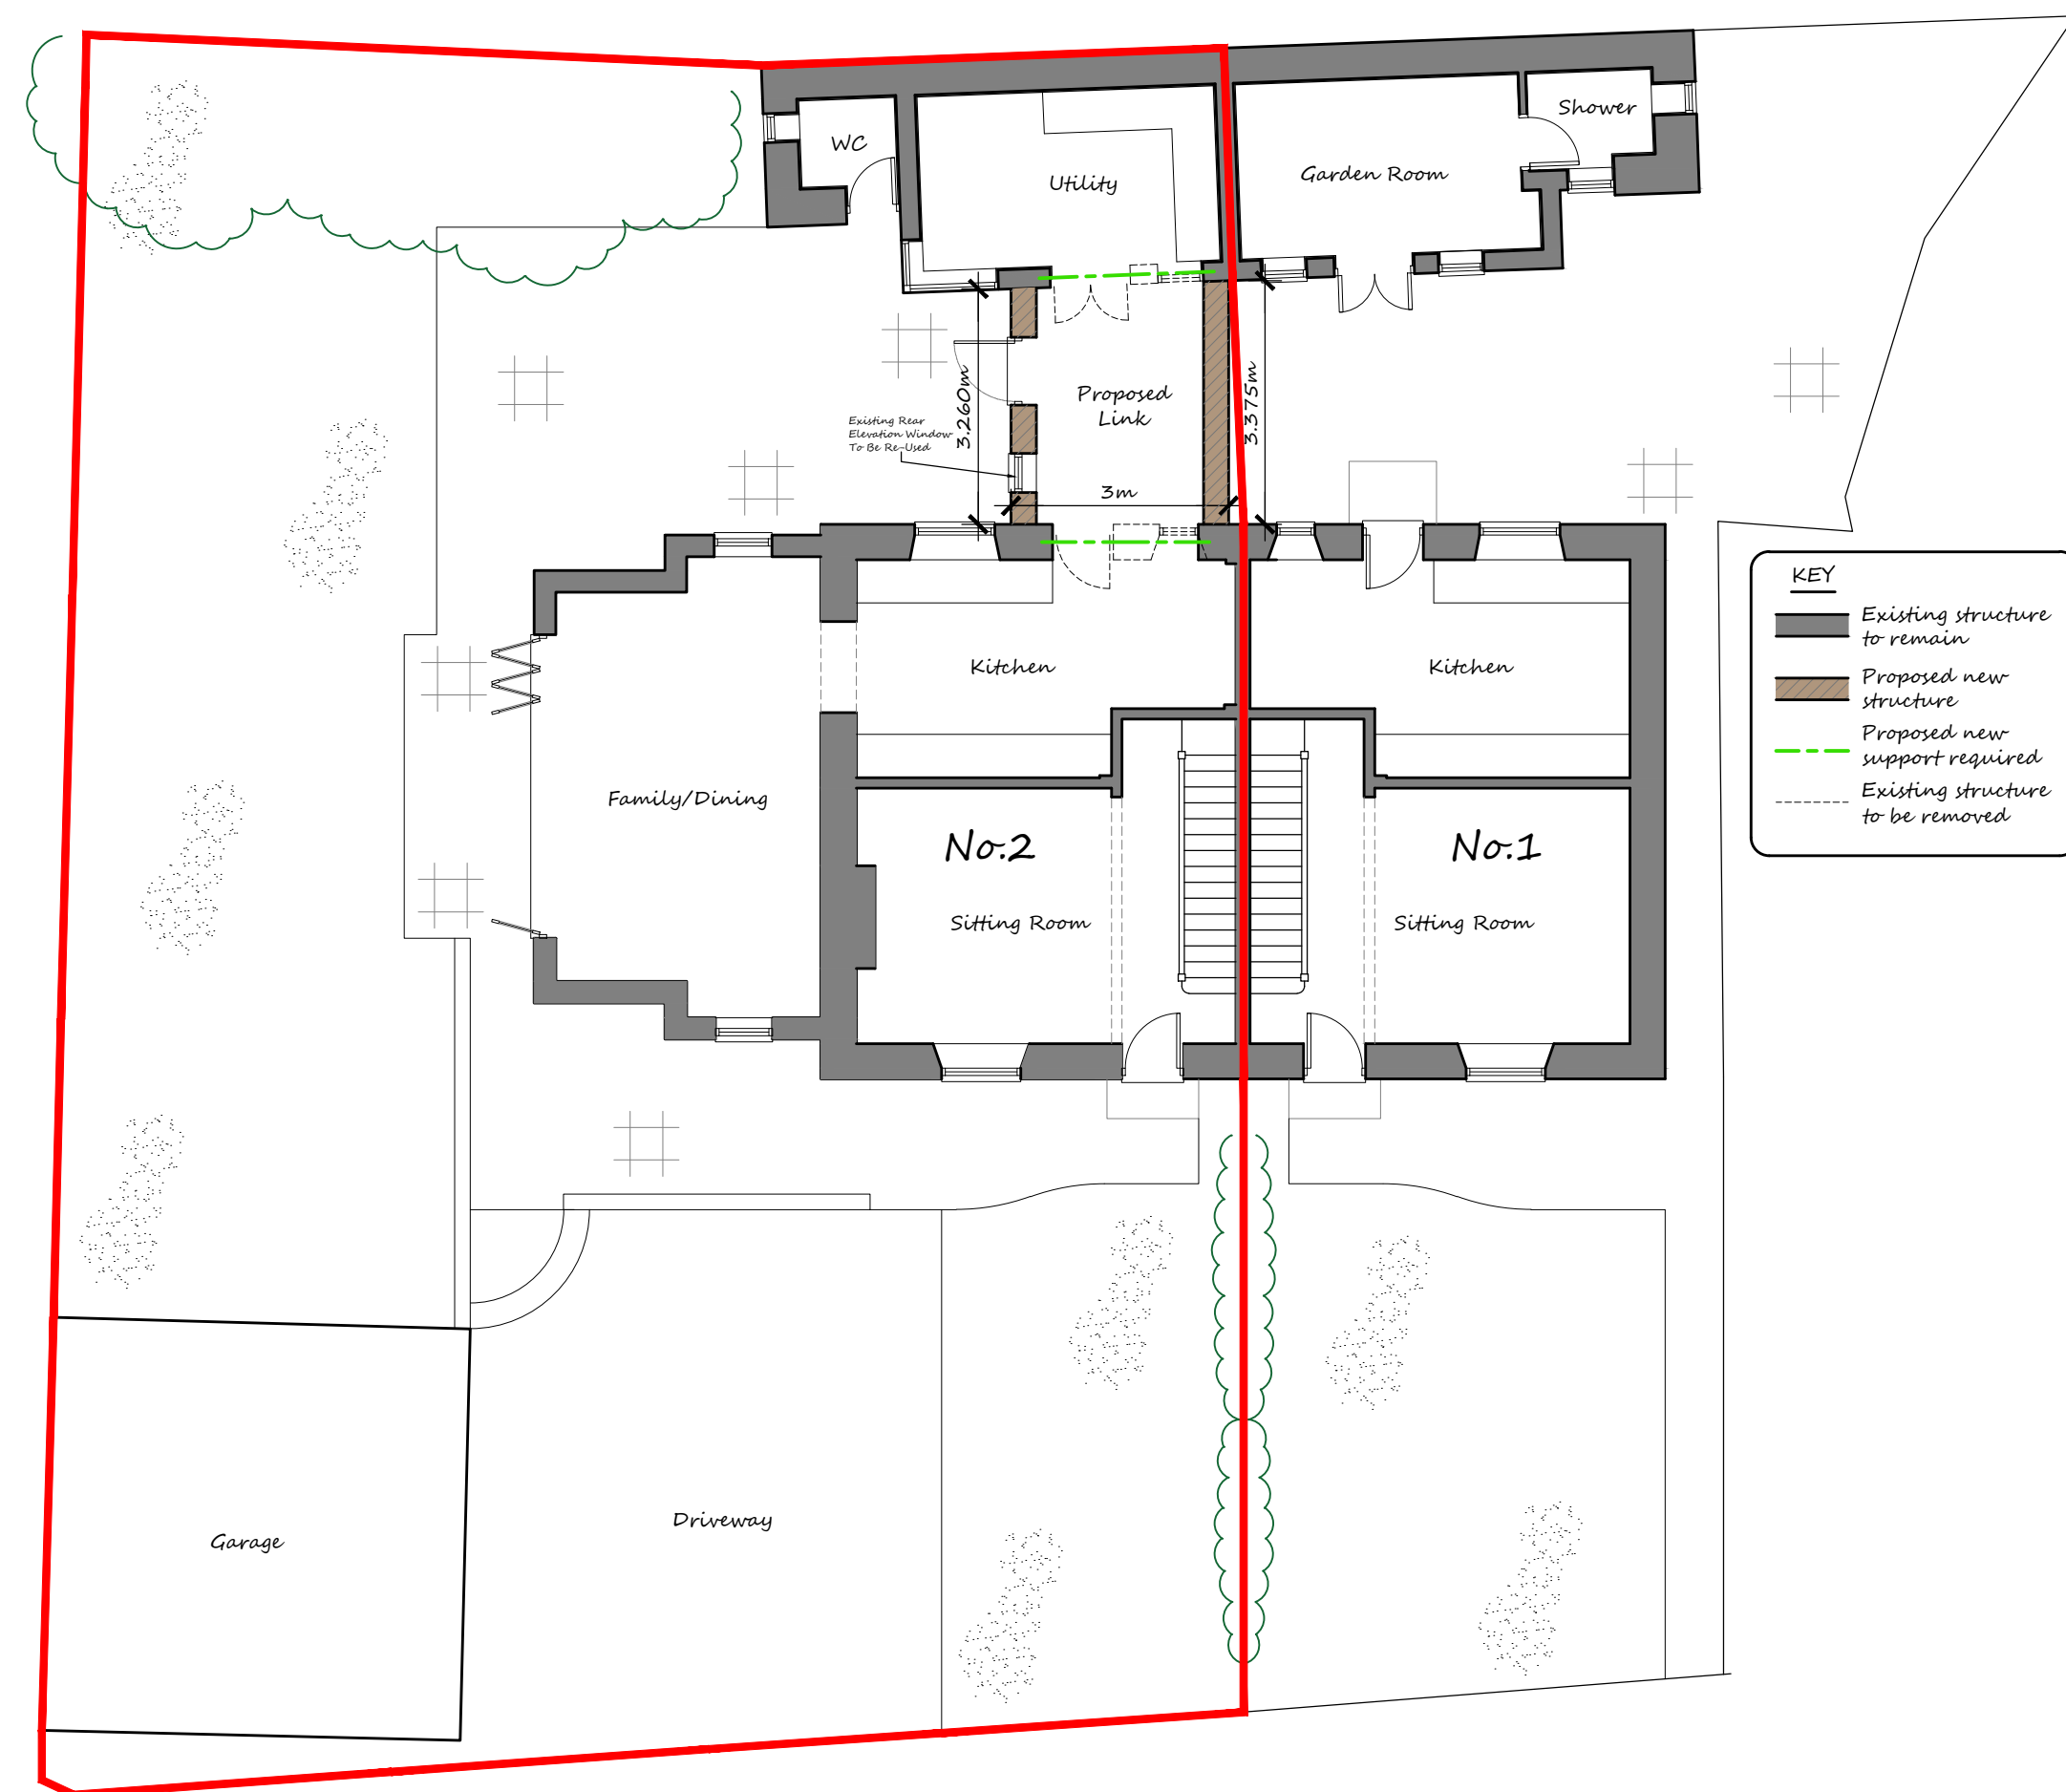 WC
Utility
Garden Room
Shower
Proposed
Link
3.260m
3.375m
Existing Rear
Elevation Window
To Be Re-Used
3m
KEY
Existing structure
to remain
Proposed new
structure
Proposed new
support required
Existing structure
to be removed
Kitchen
Kitchen
Family/Dining
No.2
No.1
Sitting Room
Sitting Room
Garage
Driveway